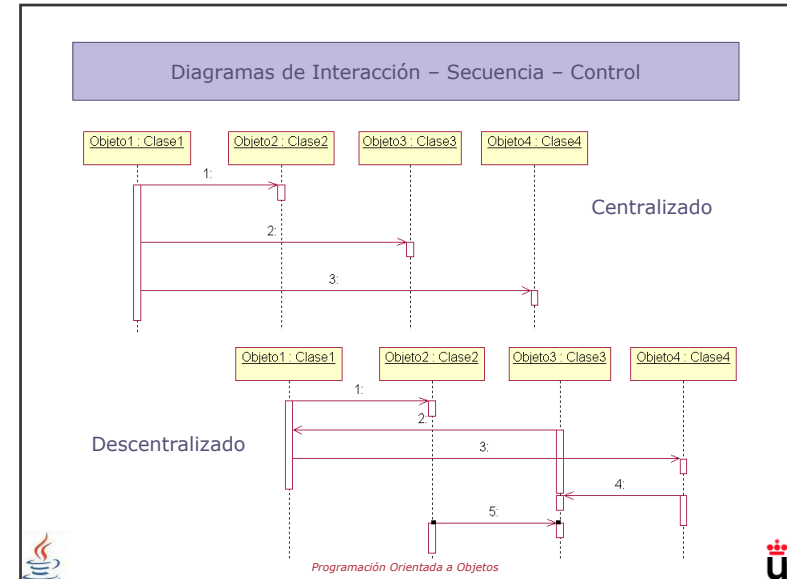 Diagramas de Interacción – Secuencia – Control
Objeto1 : Clase1
Objeto2 : Clase2
Objeto3 : Clase3
Objeto4 : Clase4
1:
Centralizado
2:
3:
Objeto1 : Clase1
Objeto2 : Clase2
Objeto3 : Clase3
Objeto4 : Clase4
1:
2:
Descentralizado
3:
4:
5:
Programación Orientada a Objetos
u